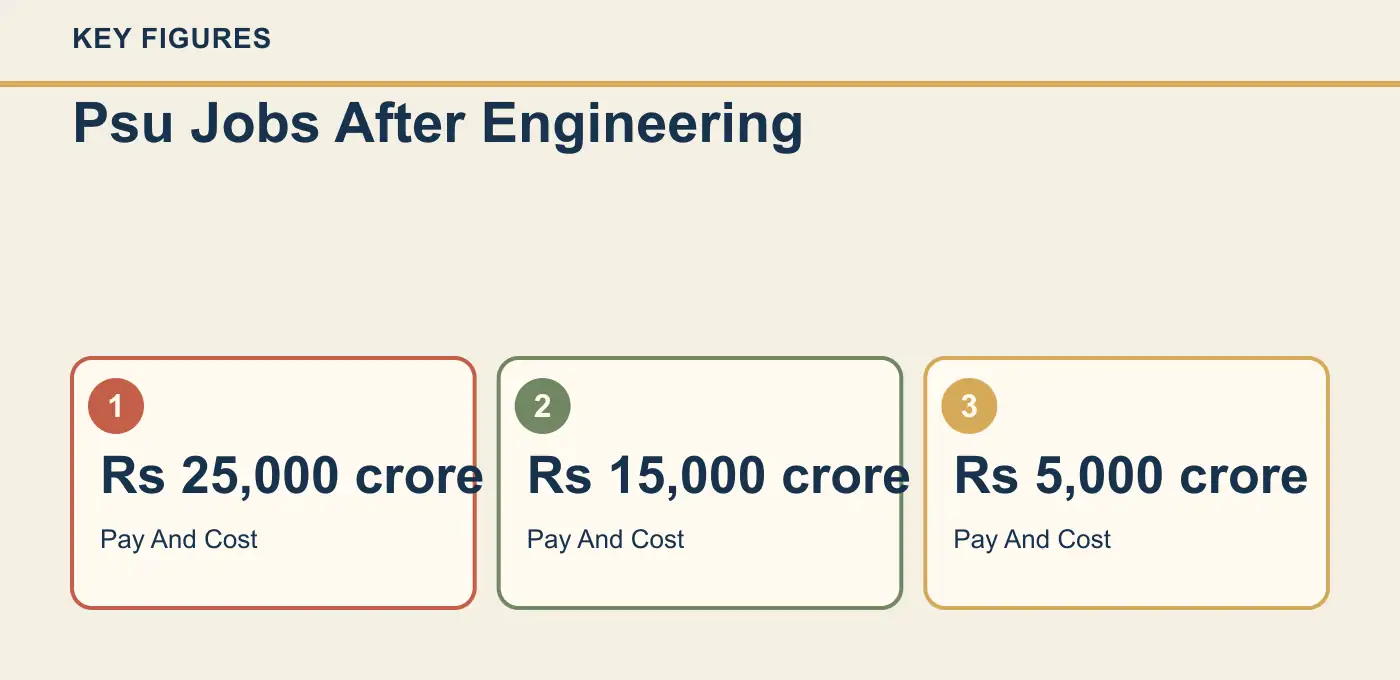 KEY FIGURES
Psu Jobs After Engineering
1
Rs 25,000 crore
Pay And Cost
2
Rs 15,000 crore
Pay And Cost
3
Rs 5,000 crore
Pay And Cost